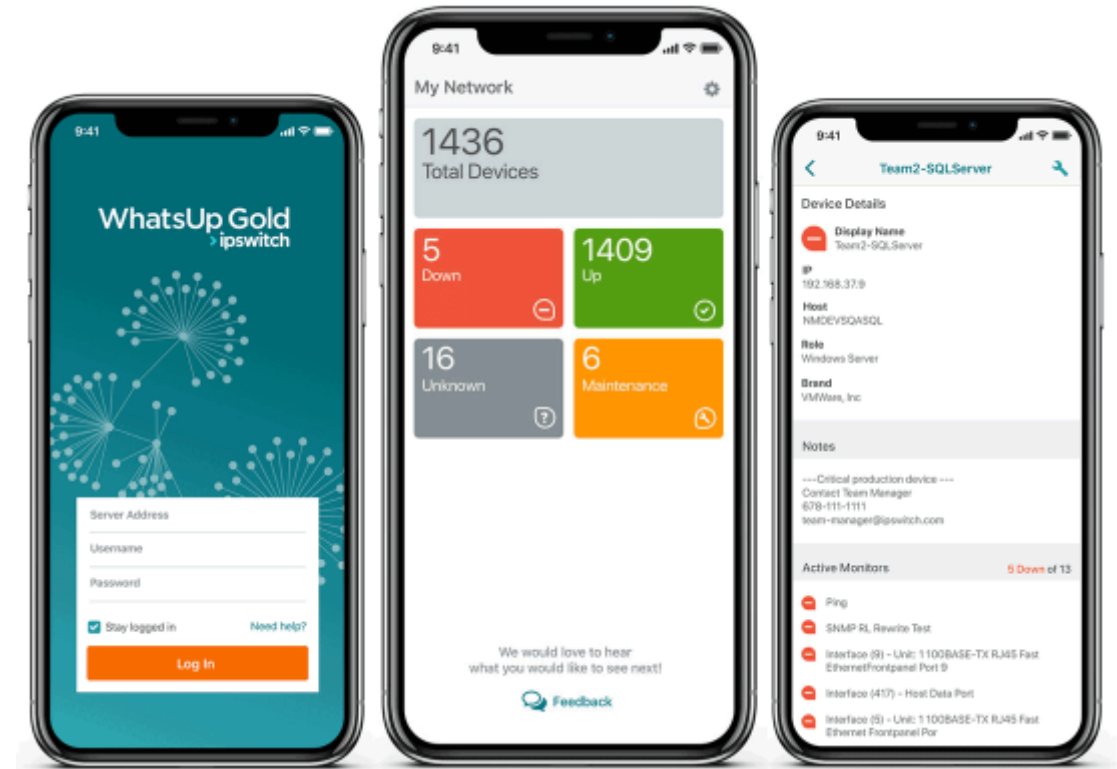 9:41
WhatsUp Gold
ipswitch
Server Address
Username
Password
Stay logged in
Need help?
Log In
9:41
My Network
1436
Total Devices
5
Down
1409
Up
16
Unknown
6
Maintenance
We would love to hear
what you would like to see next!
Feedback
9:41
Team2-SQLServer
Device Details
Display Name
Team2-SQLServer
IP
192.168.37.9
Host
NMDEVSQASQL
Role
Windows Server
Brand
VMWare, Inc
Notes
---Critical production device ---
Contact Team Manager
678-111-1111
team-manager@ipswitch.com
Active Monitors
5 Down of 13
Ping
SNMP RL Rewrite Test
Interface (9) - Unit: 1 100BASE-TX RJ45 Fast
EthernetFrontpanel Port 9
Interface (417) - Host Data Port
Interface (5) - Unit: 1 100BASE-TX RJ45 Fast
Ethernet Frontpanel Por